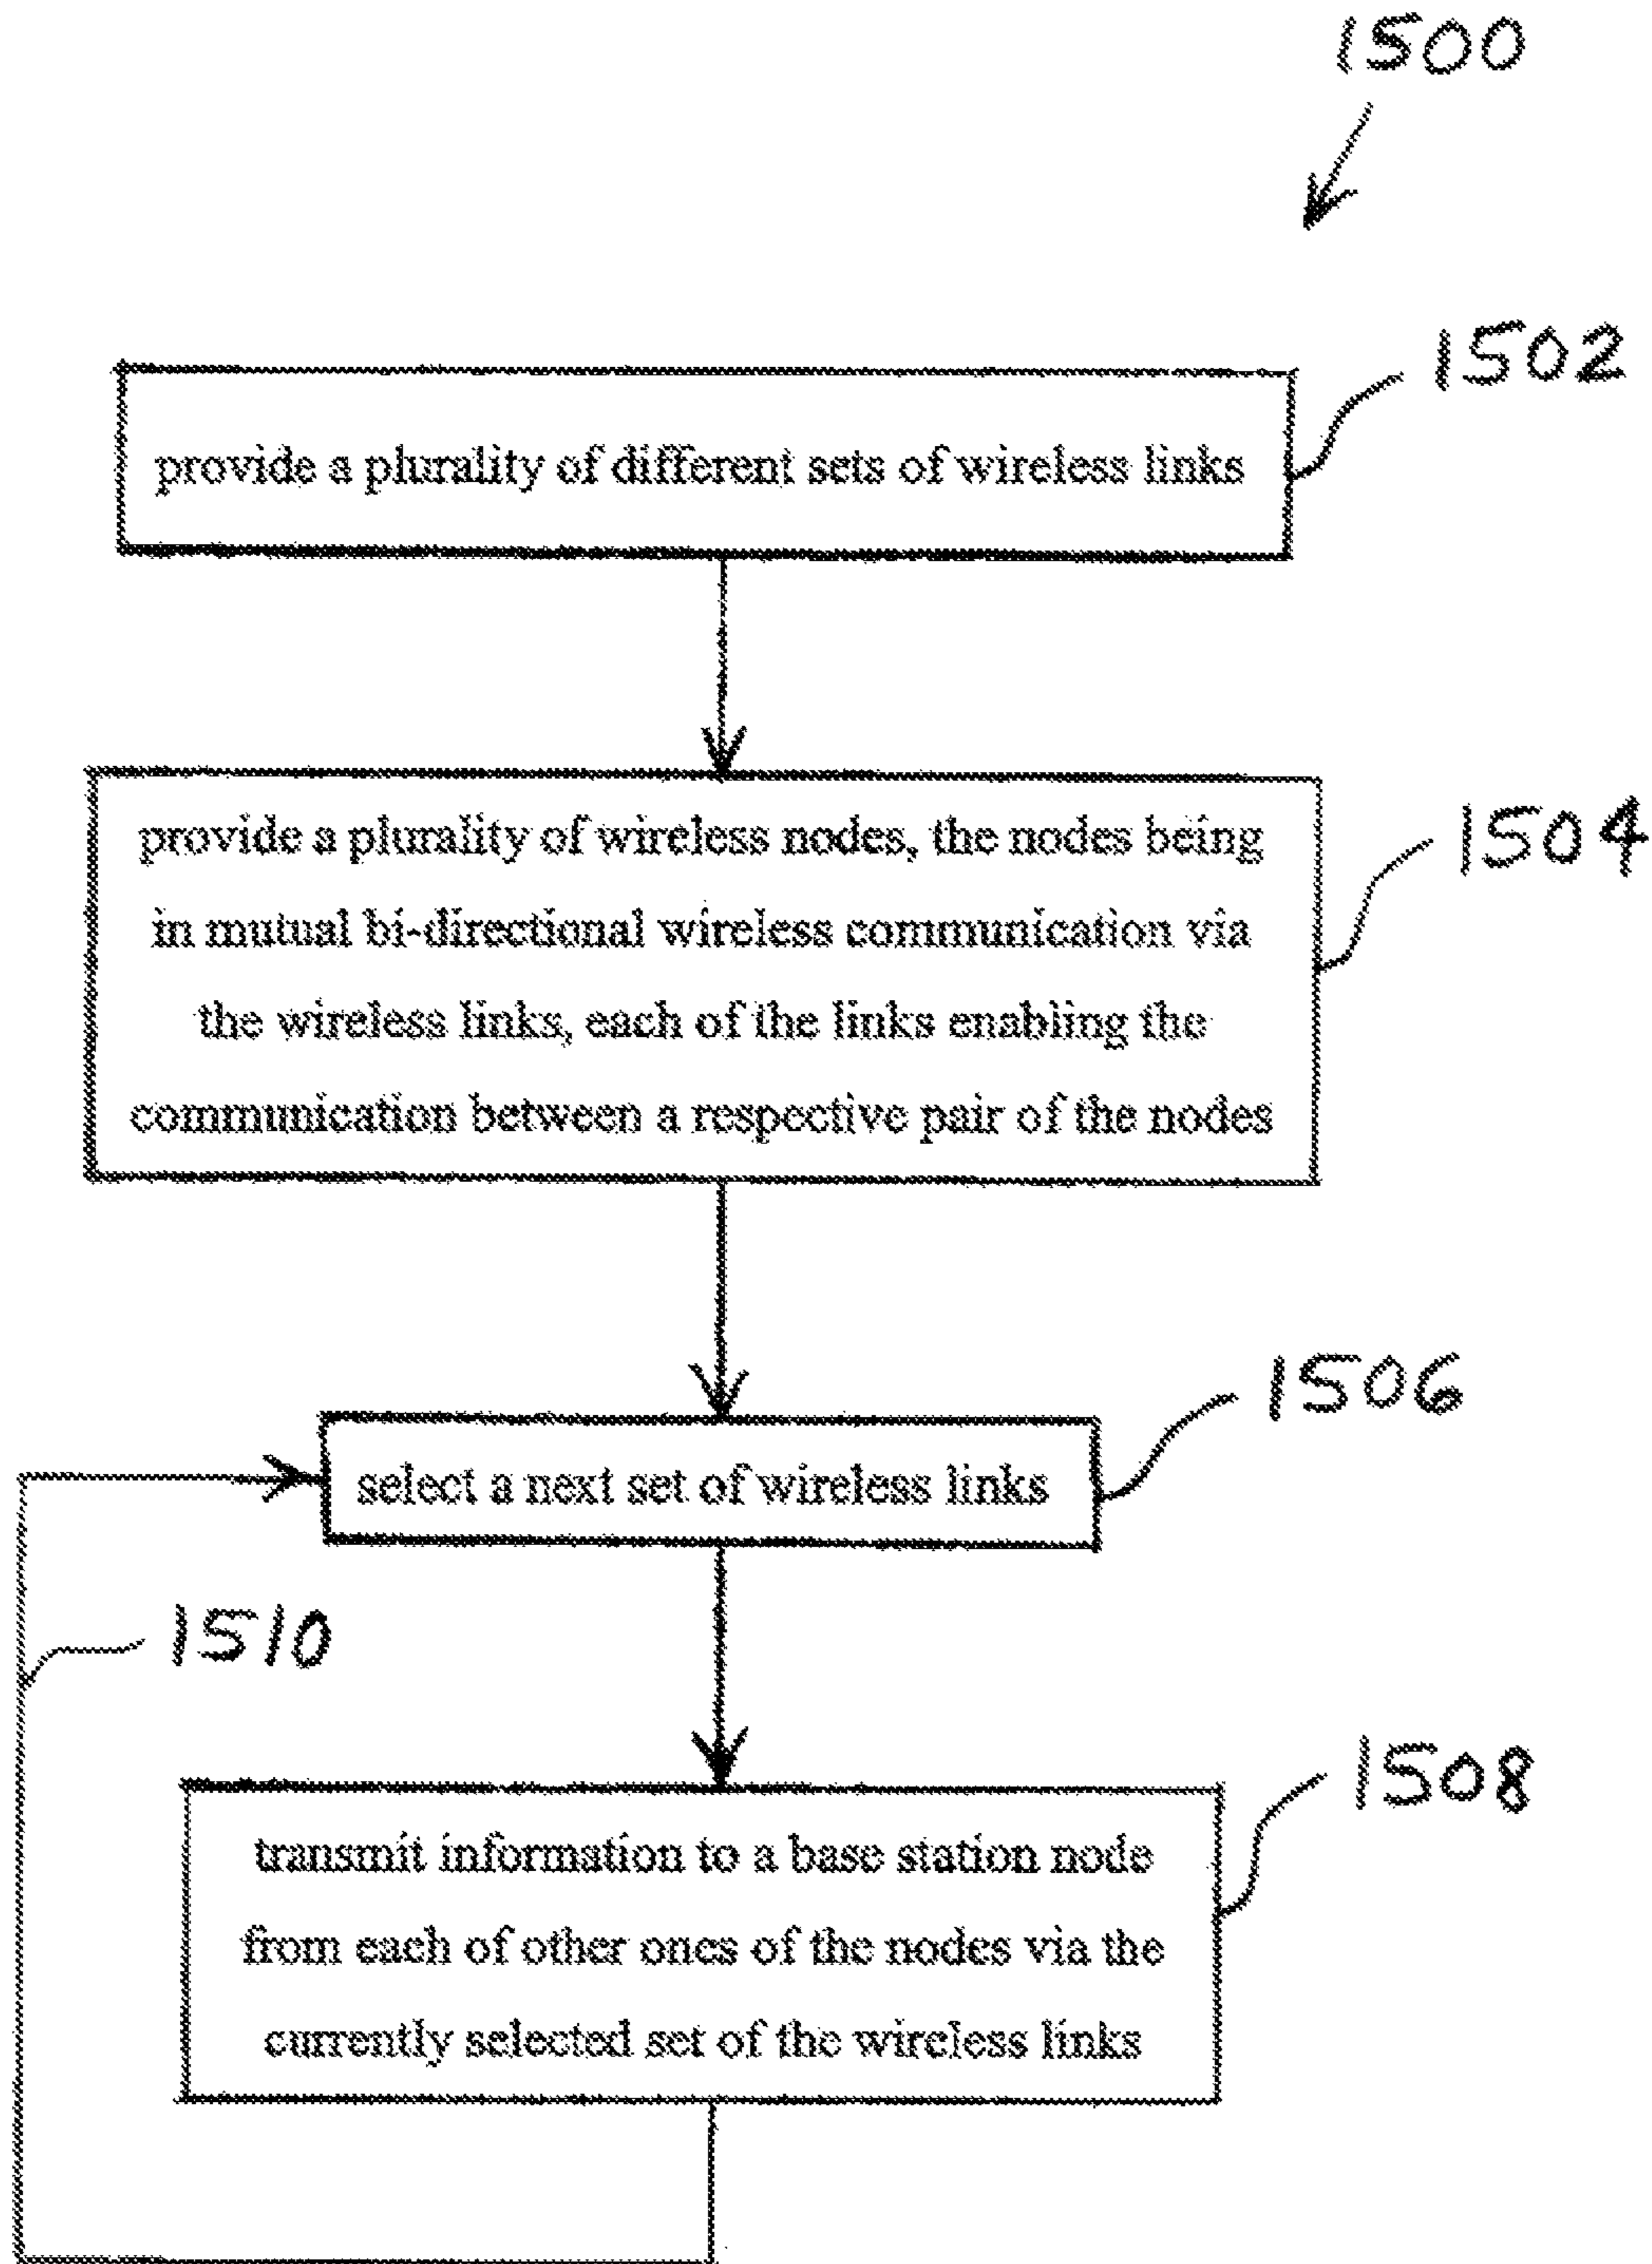 1500
1502
provide a plurality of different sets of wireless links
provide a plurality of wireless nodes, the nodes being
in mutual bi-directional wireless communication via
the wireless links, each of the links enabling the
communication between a respective pair of the nodes
1504
1506
select a next set of wireless links
1510
1508
transmit information to a base station node
from each of other ones of the nodes via the
currently selected set of the wireless links